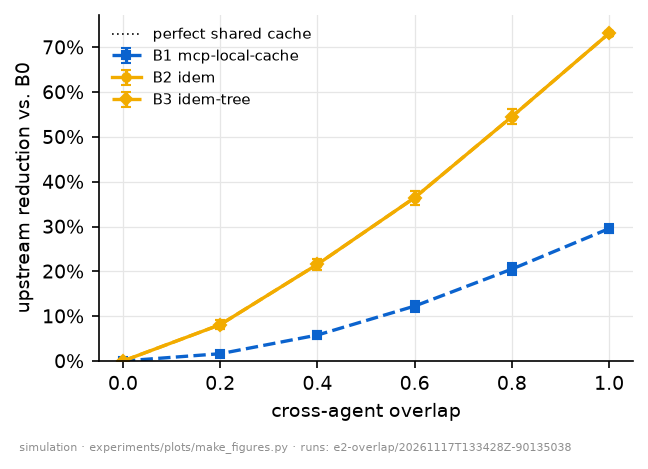 perfect shared cache
B1 mcp-local-cache
B2 idem
B3 idem-tree
upstream reduction vs. B0
70%
60%
50%
40%
30%
20%
10%
0%
0.0 0.2 0.4 0.6 0.8 1.0
cross-agent overlap
simulation · experiments/plots/make_figures.py · runs: e2-overlap/20261117T133428Z-90135038